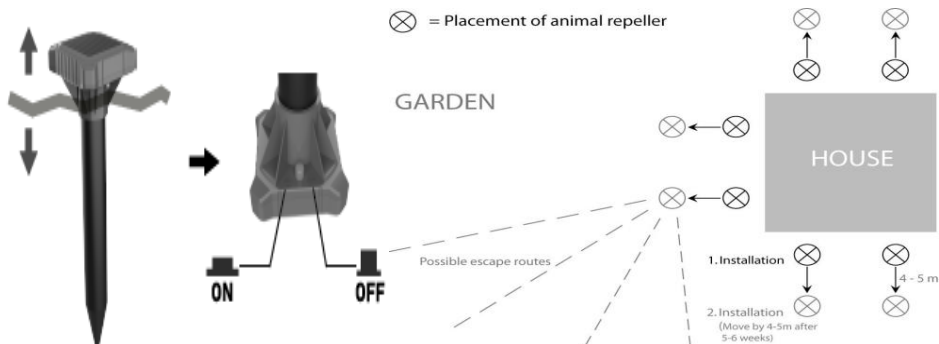 = Placement of animal repeller
GARDEN
HOUSE
ON
OFF
Possible escape routes
1. Installation
4 - 5 m
2. Installation
(Move by 4-5m after
5-6 weeks)